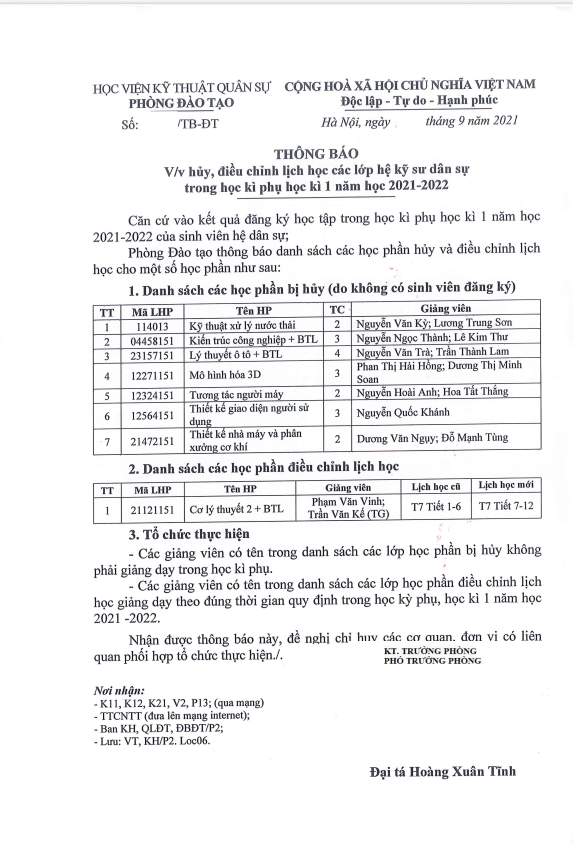 HỌC VIỆN KỸ THUẬT QUÂN SỰ
PHÒNG ĐÀO TẠO
Số: /TB-ĐT
CỘNG HOÀ XÃ HỘI CHỦ NGHĨA VIỆT NAM
Độc lập - Tự do - Hạnh phúc
Hà Nội, ngày tháng 9 năm 2021
THÔNG BÁO
V/v hủy, điều chỉnh lịch học các lớp hệ kỹ sư dân sự
trong học kì phụ học kì 1 năm học 2021-2022
Căn cứ vào kết quả đăng ký học tập trong học kì phụ học kì 1 năm học
2021-2022 của sinh viên hệ dân sự;
Phòng Đào tạo thông báo danh sách các học phần hủy và điều chỉnh lịch
học cho một số học phần như sau:
1. Danh sách các học phần bị hủy (do không có sinh viên đăng ký)
TT Mã LHP Tên HP TC Giảng viên
1 114013 Kỹ thuật xử lý nước thải 2 Nguyễn Văn Kỳ; Lương Trung Sơn
2 04458151 Kiến trúc công nghiệp + BTL 3 Nguyễn Ngọc Thành; Lê Kim Thư
3 23157151 Lý thuyết ô tô + BTL 4 Nguyễn Văn Trà; Trần Thành Lam
4 12271151 Mô hình hóa 3D 3 Phan Thị Hải Hồng; Dương Thị Minh
Soan
5 12324151 Tương tác người máy 2 Nguyễn Hoài Anh; Hoa Tất Thắng
6 12564151 Thiết kế giao diện người sử
dụng 3 Nguyễn Quốc Khánh
7 21472151 Thiết kế nhà máy và phân
xưởng cơ khí 2 Dương Văn Ngụy; Đỗ Mạnh Tùng
2. Danh sách các học phần điều chỉnh lịch học
TT Mã LHP Tên HP Giảng viên Lịch học cũ Lịch học mới
1 21121151 Cơ lý thuyết 2 + BTL Phạm Văn Vinh;
Trần Văn Kế (TG) T7 Tiết 1-6 T7 Tiết 7-12
3. Tổ chức thực hiện
- Các giảng viên có tên trong danh sách các lớp học phần bị hủy không
phải giảng dạy trong học kì phụ.
- Các giảng viên có tên trong danh sách các lớp học phần điều chỉnh lịch
học giảng dạy theo đúng thời gian quy định trong học kỳ phụ, học kì 1 năm học
2021 -2022.
Nhận được thông báo này, đề nghị chỉ huy các cơ quan, đơn vị có liên
quan phối hợp tổ chức thực hiện./.
KT. TRƯỞNG PHÒNG
PHÓ TRƯỞNG PHÒNG
Nơi nhận:
- K11, K12, K21, V2, P13; (qua mạng)
- TTCNTT (đưa lên mạng internet);
- Ban KH, QLĐT, ĐBĐT/P2;
- Lưu: VT, KH/P2. Loc06.
Đại tá Hoàng Xuân Tĩnh